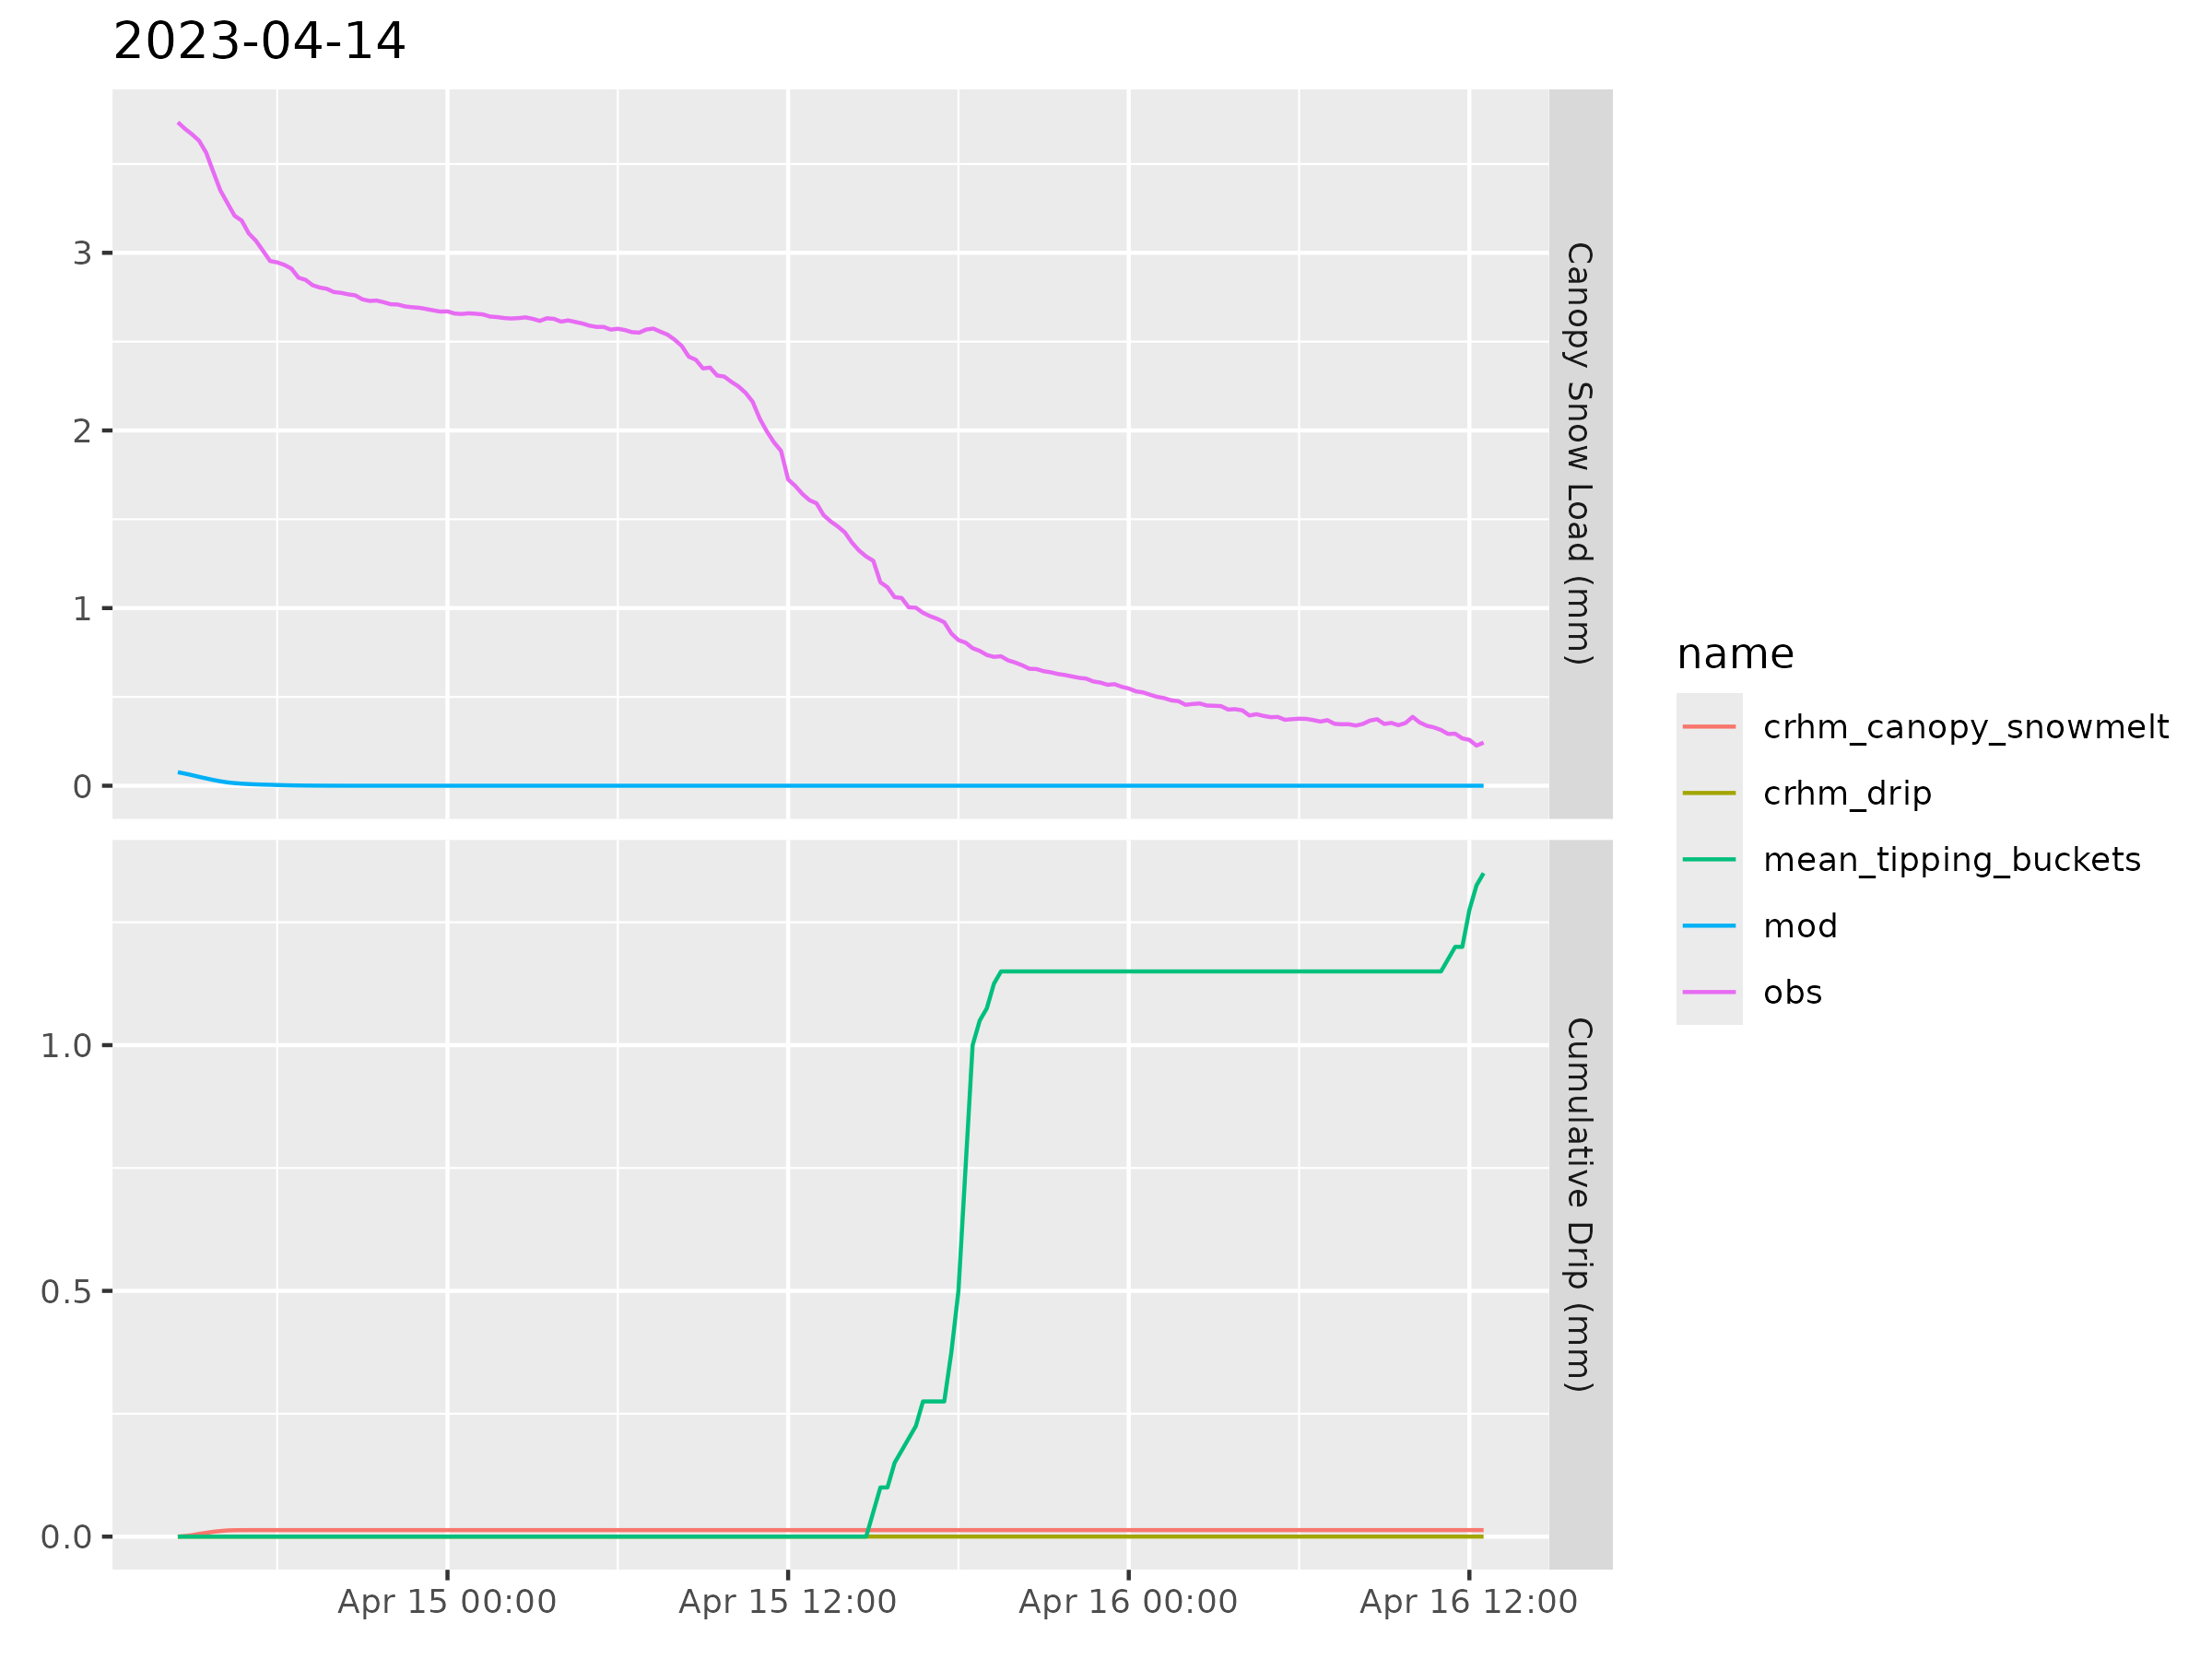 2023-04-14
3
2
1
0
Canopy Snow Load (mm)
1.0
0.5
0.0
Cumulative Drip (mm)
Apr 15 00:00
Apr 15 12:00
Apr 16 00:00
Apr 16 12:00
name
crhm_canopy_snowmelt
crhm_drip
mean_tipping_buckets
mod
obs